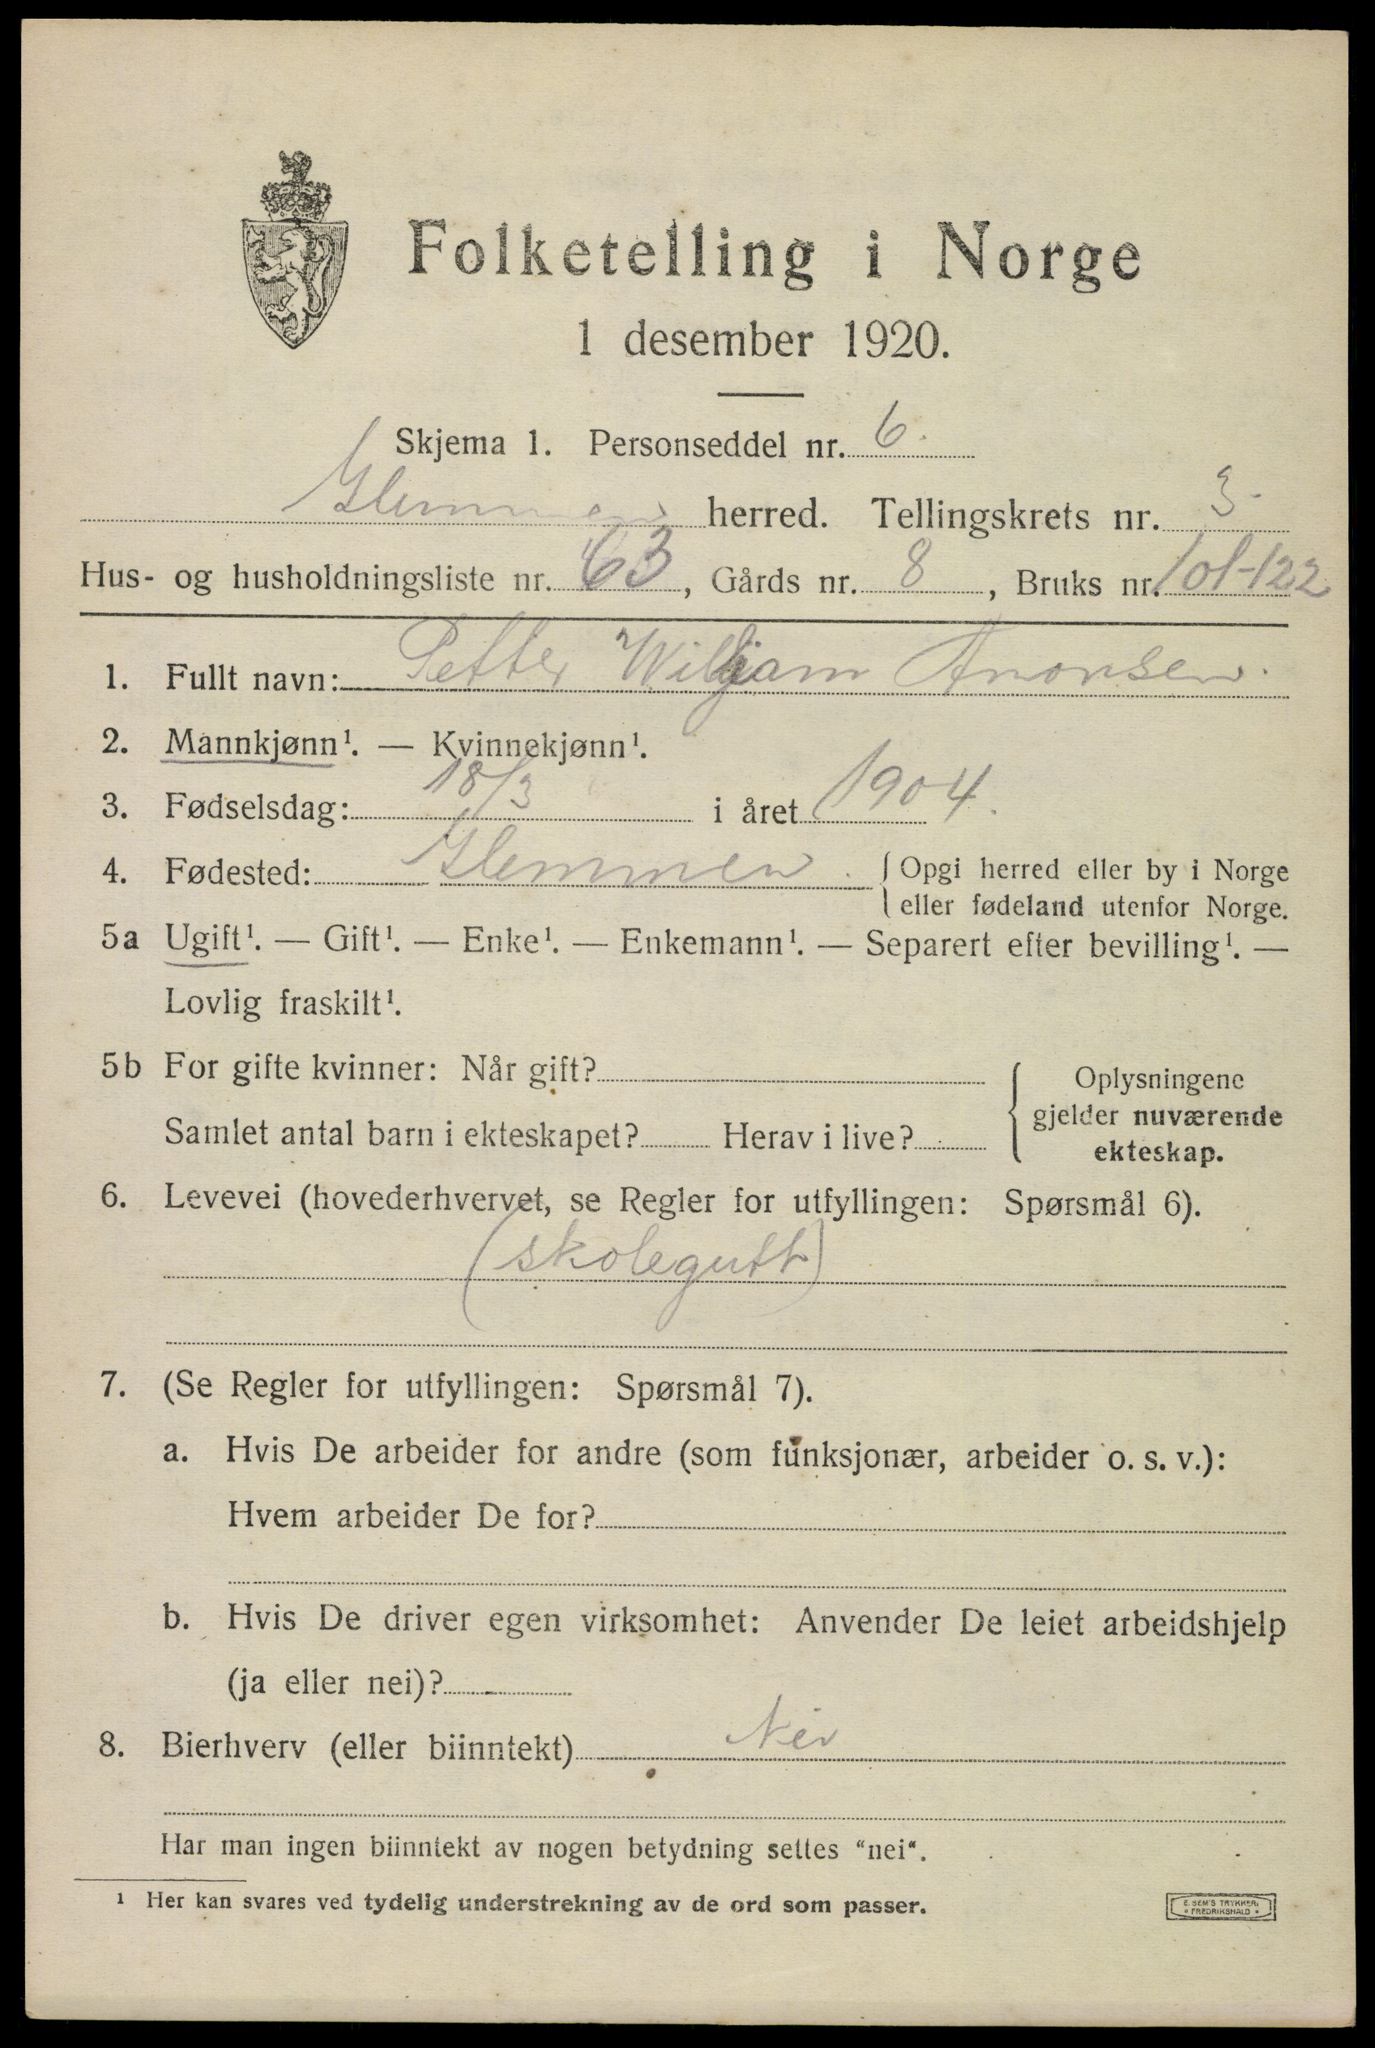 Folketelling i Norge
1 desember 1920.
Skjema 1. Personseddel nr. 6.
Glemmen herred. Tellingskrets nr. 3
Hus- og husholdningsliste nr. 63, Gårds nr. 8, Bruks nr. 101-122
1. Fullt navn: Petter Wiljam Aronsen.
2. Mannkjønn¹. — Kvinnekjønn¹.
3. Fødselsdag: 18/3 i året 1904.
4. Fødested: Glemmen. { Opgi herred eller by i Norge
eller fødeland utenfor Norge.
5a Ugift¹. — Gift¹. — Enke¹. — Enkemann¹. — Separert efter bevilling¹. —
Lovlig fraskilt¹.
5b For gifte kvinner: Når gift?
Samlet antal barn i ekteskapet? Herav i live?
{ Oplysningene
gjelder nuværende
ekteskap.
6. Levevei (hovederhvervet, se Regler for utfyllingen: Spørsmål 6).
(skolegutt)
7. (Se Regler for utfyllingen: Spørsmål 7).
a. Hvis De arbeider for andre (som funksjonær, arbeider o. s. v.):
Hvem arbeider De for?
b. Hvis De driver egen virksomhet: Anvender De leiet arbeidshjelp
(ja eller nei)?
8. Bierhverv (eller biinntekt) Nei
Har man ingen biinntekt av nogen betydning settes "nei".
¹ Her kan svares ved tydelig understrekning av de ord som passer.
E. SEM'S TRYKKERI
FREDRIKSHALD